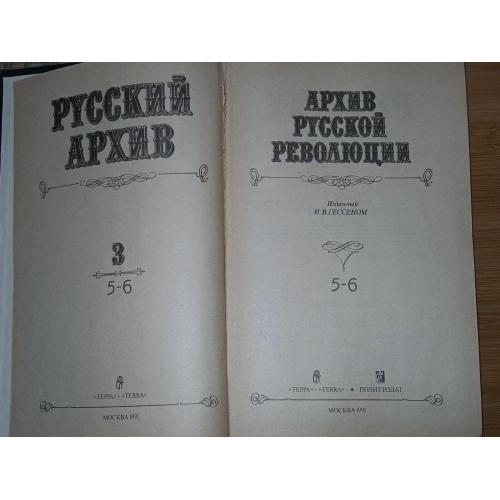 РУССКИЙ
АРХИВ
3
5-6
«ТЕРРА» - «TERRA»
МОСКВА 1991
АРХИВ
РУССКОЙ
РЕВОЛЮЦИИ
Изданный
И. В. ГЕССЕНОМ
5-6
«ТЕРРА» - «TERRA» • ПОЛИТИЗДАТ
МОСКВА 1991